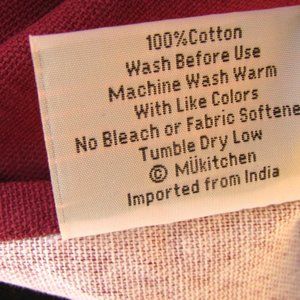 100%Cotton
Wash Before Use
Machine Wash Warm
With Like Colors
No Bleach or Fabric Softene
Tumble Dry Low
© MÜkitchen
Imported from India